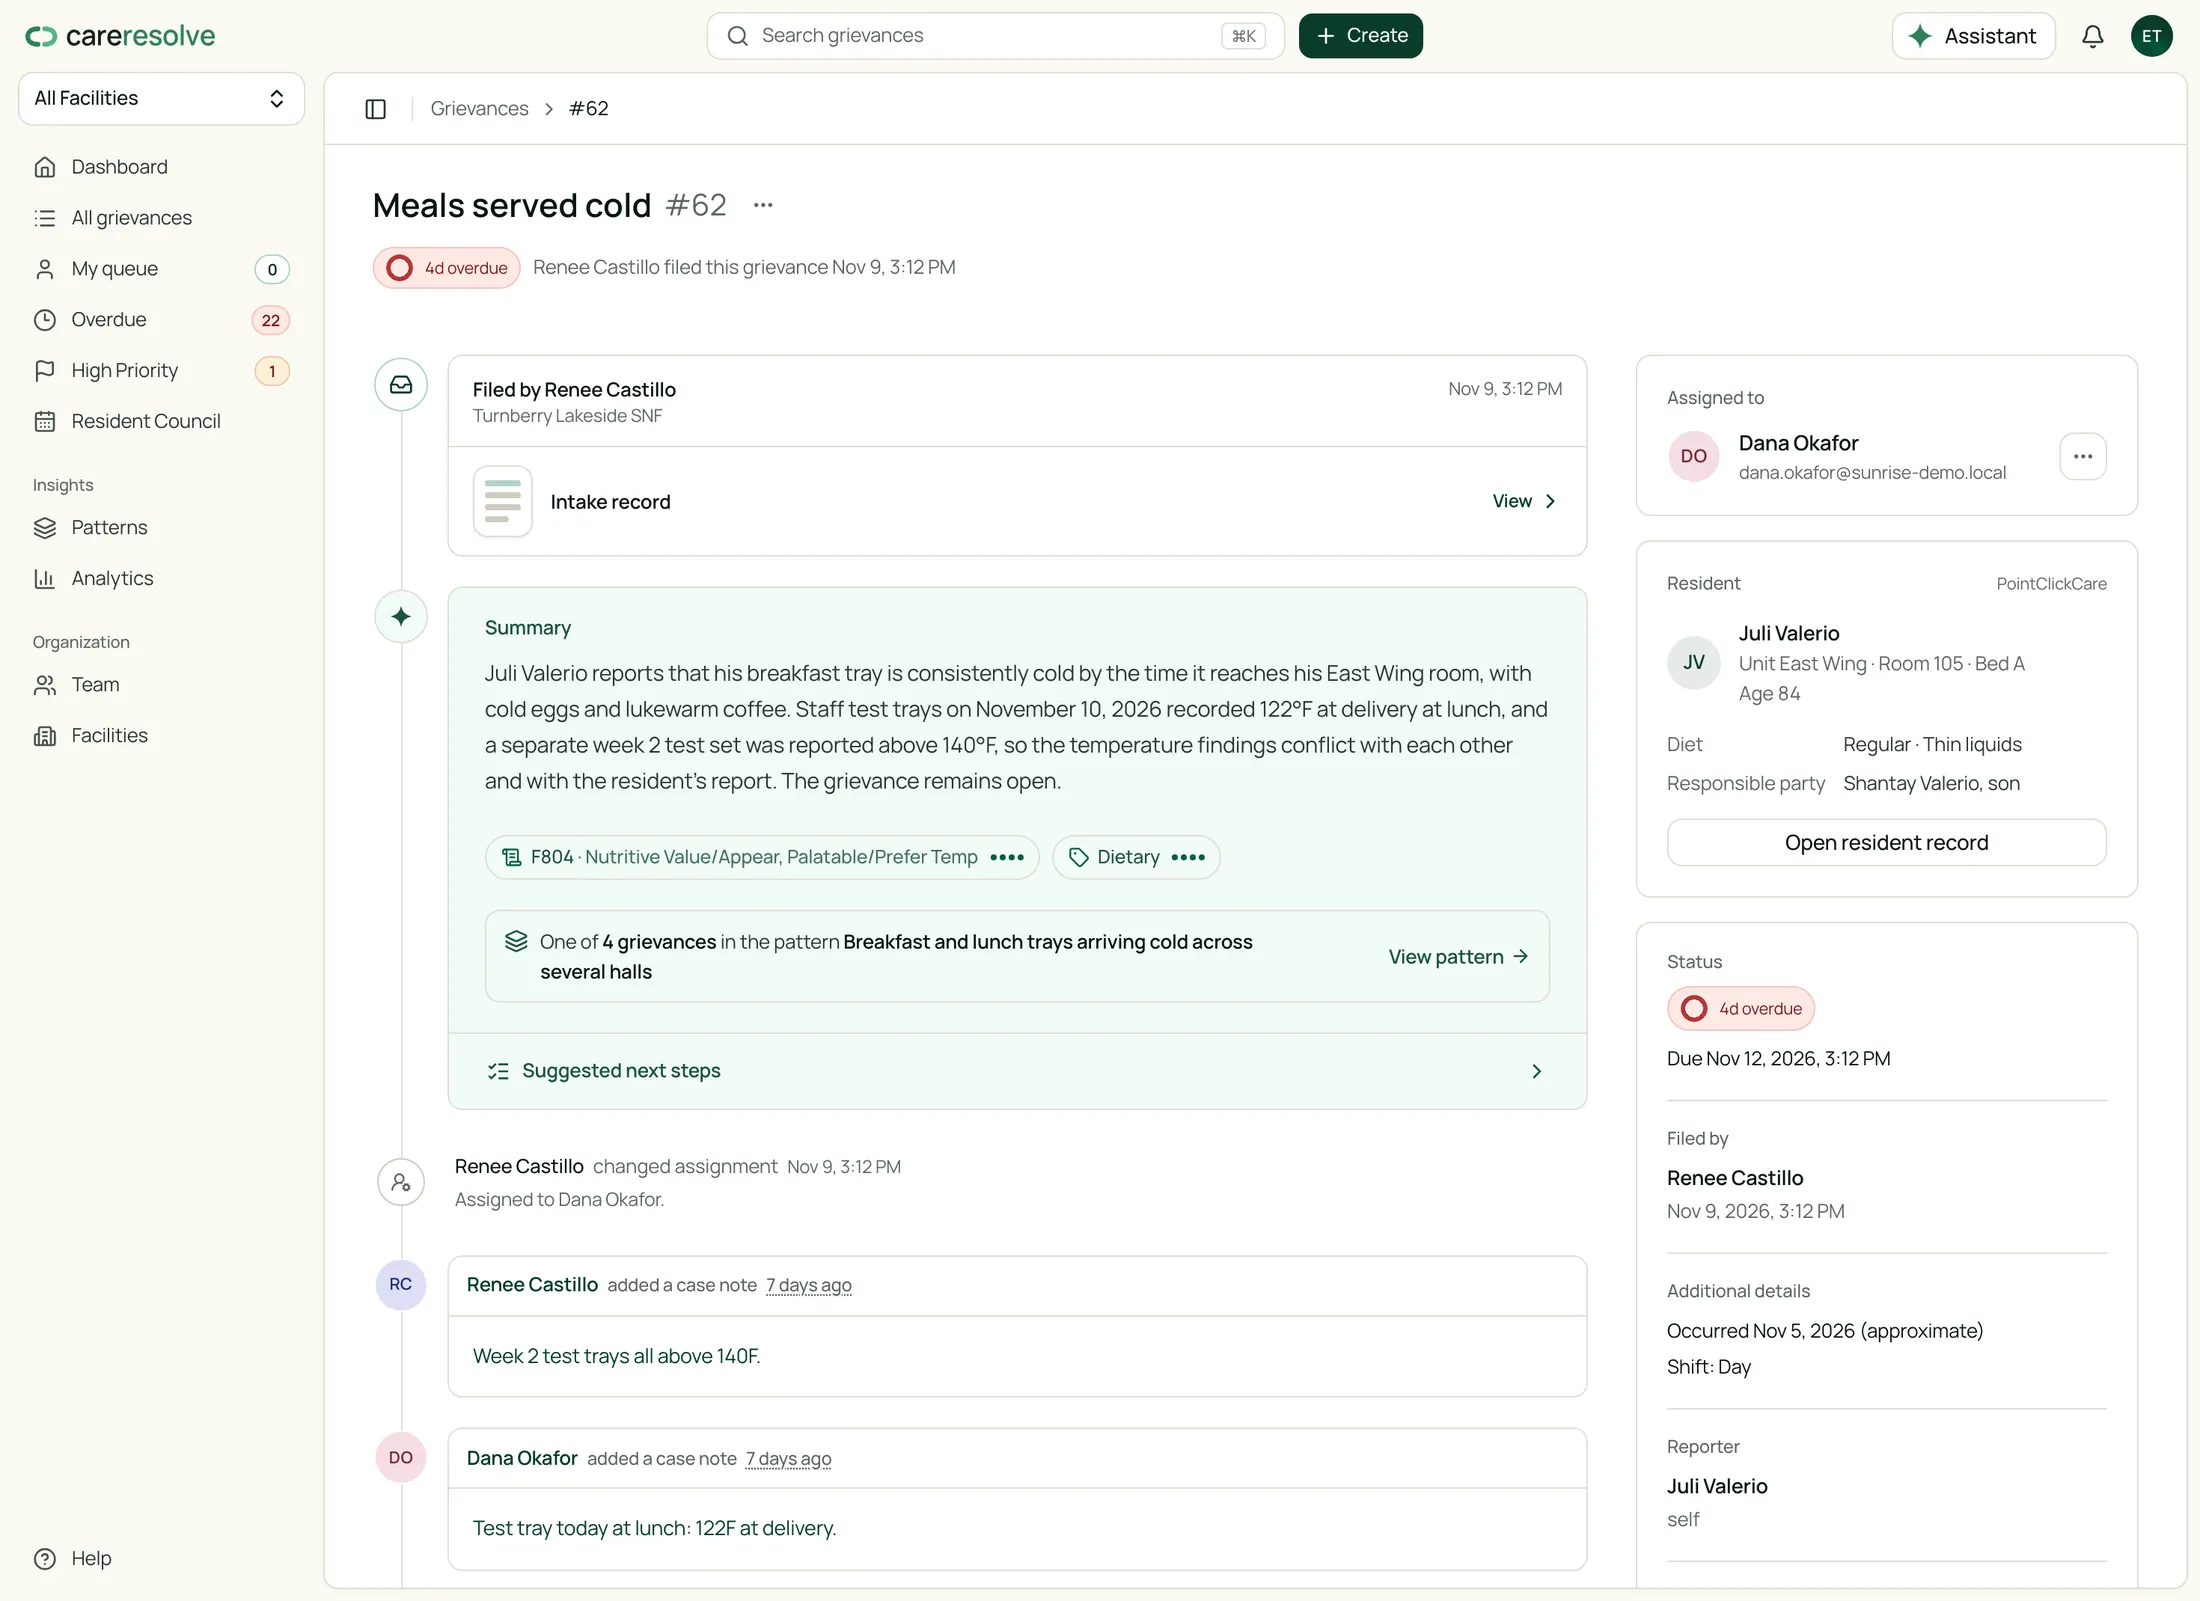 careresolve
Search grievances
⌘K
Create
Assistant
ET
All Facilities
Dashboard
All grievances
My queue 0
Overdue 22
High Priority 1
Resident Council
Insights
Patterns
Analytics
Organization
Team
Facilities
Help
Grievances > #62
Meals served cold #62 ...
4d overdue Renee Castillo filed this grievance Nov 9, 3:12 PM
Filed by Renee Castillo Nov 9, 3:12 PM
Turnberry Lakeside SNF
Intake record View
Summary
Juli Valerio reports that his breakfast tray is consistently cold by the time it reaches his East Wing room, with
cold eggs and lukewarm coffee. Staff test trays on November 10, 2026 recorded 122°F at delivery at lunch, and
a separate week 2 test set was reported above 140°F, so the temperature findings conflict with each other
and with the resident's report. The grievance remains open.
F804 · Nutritive Value/Appear, Palatable/Prefer Temp
Dietary
One of 4 grievances in the pattern Breakfast and lunch trays arriving cold across
several halls
View pattern →
Suggested next steps
Renee Castillo changed assignment Nov 9, 3:12 PM
Assigned to Dana Okafor.
RC
Renee Castillo added a case note 7 days ago
Week 2 test trays all above 140F.
DO
Dana Okafor added a case note 7 days ago
Test tray today at lunch: 122F at delivery.
Assigned to
DO
Dana Okafor
dana.okafor@sunrise-demo.local
...
Resident PointClickCare
JV
Juli Valerio
Unit East Wing · Room 105 · Bed A
Age 84
Diet Regular · Thin liquids
Responsible party Shantay Valerio, son
Open resident record
Status
4d overdue
Due Nov 12, 2026, 3:12 PM
Filed by
Renee Castillo
Nov 9, 2026, 3:12 PM
Additional details
Occurred Nov 5, 2026 (approximate)
Shift: Day
Reporter
Juli Valerio
self